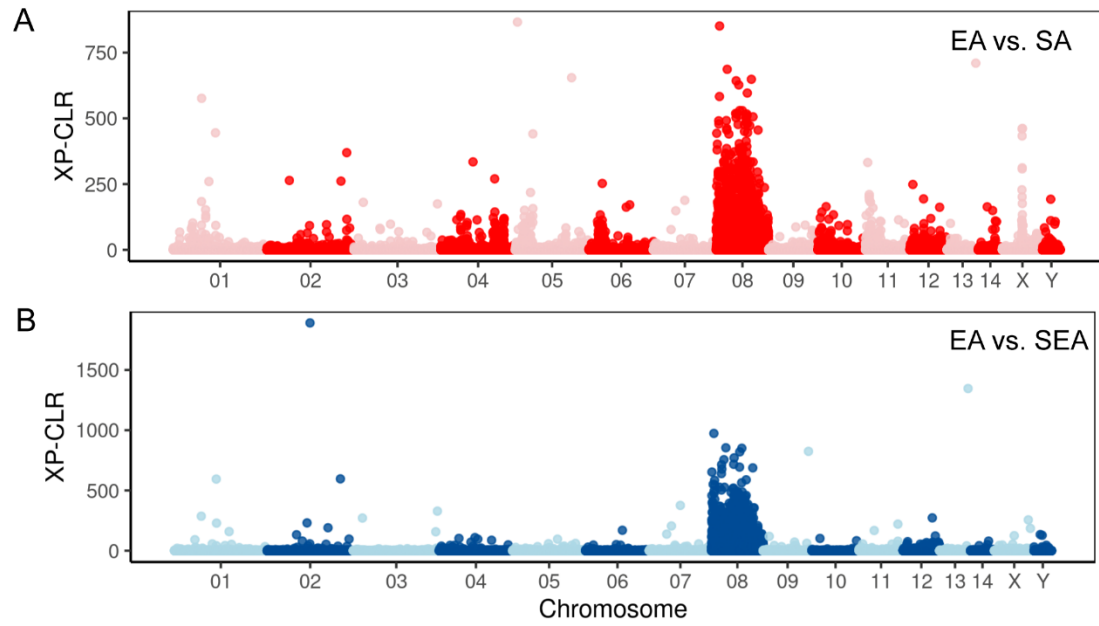 A
EA vs. SA
XP-CLR
750
500
250
0
01 02 03 04 05 06 07 08 09 10 11 12 13 14 X Y
B
EA vs. SEA
XP-CLR
1500
1000
500
0
01 02 03 04 05 06 07 08 09 10 11 12 13 14 X Y
Chromosome